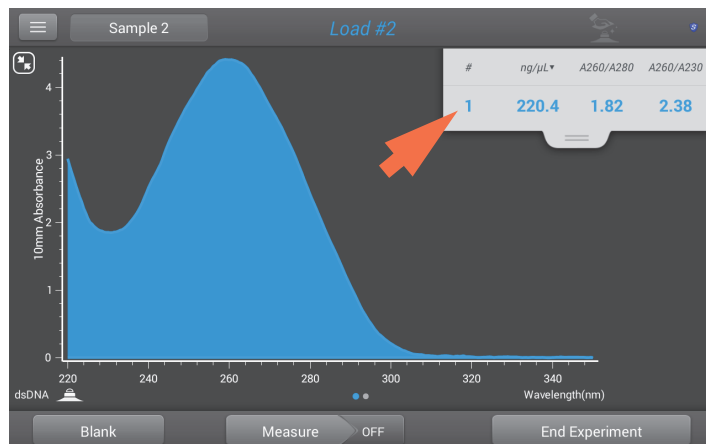 Sample 2
Load #2
S
# ng/µL▾ A260/A280 A260/A230
1 220.4 1.82 2.38
10mm Absorbance
4
3
2
1
0
220 240 260 280 300 320 340
dsDNA
Wavelength(nm)
Blank
Measure
OFF
End Experiment